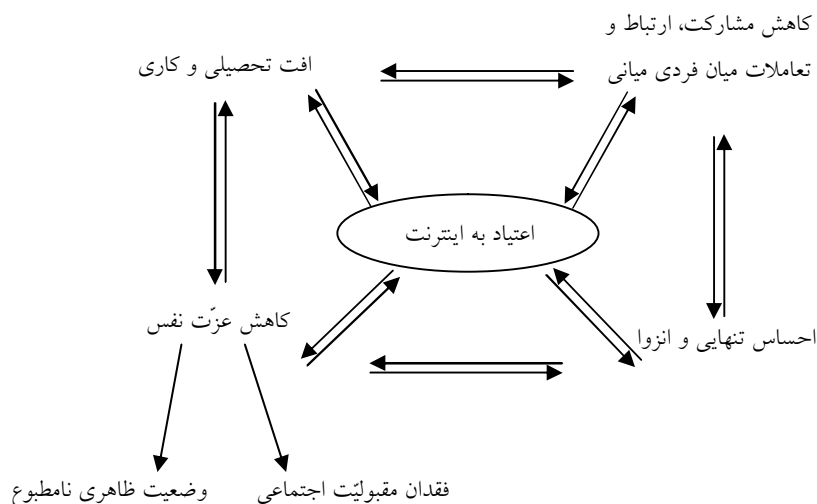 کاهش مشارکت، ارتباط و
تعاملات میان فردی میانی
افت تحصیلی و کاری
اعتیاد به اینترنت
احساس تنهایی و انزوا
کاهش عزّت نفس
فقدان مقبولیّت اجتماعی
وضعیت ظاهری نامطبوع